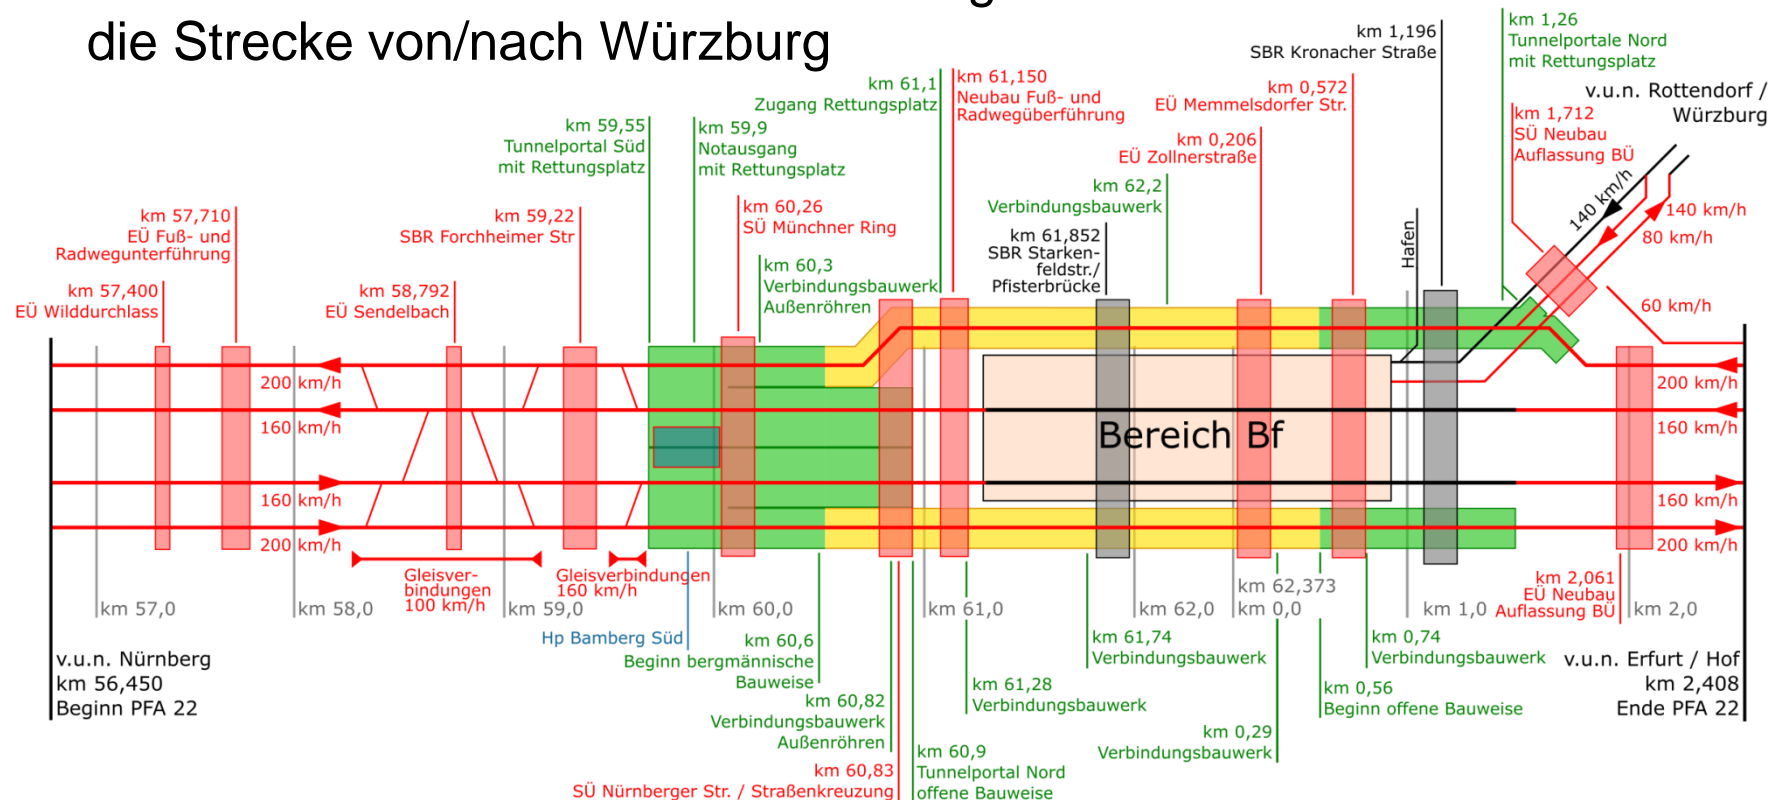 die Strecke von/nach Würzburg
km 1,26
Tunnelportale Nord
mit Rettungsplatz
km 1,196
SBR Kronacher Straße
km 61,1
Zugang Rettungsplatz
km 61,150
Neubau Fuß- und
Radwegüberführung
km 0,572
EÜ Memmelsdorfer Str.
v.u.n. Rottendorf /
Würzburg
km 1,712
SÜ Neubau
Auflassung BÜ
km 59,55
Tunnelportal Süd
mit Rettungsplatz
km 59,9
Notausgang
mit Rettungsplatz
km 0,206
EÜ Zollnerstraße
km 62,2
Verbindungsbauwerk
140 km/h
140 km/h
80 km/h
60 km/h
km 57,710
EÜ Fuß- und
Radwegunterführung
km 59,22
SBR Forchheimer Str
km 60,26
SÜ Münchner Ring
km 61,852
SBR Starken-
feldstr./
Pfisterbrücke
Hafen
km 60,3
Verbindungsbauwerk
Außenröhren
km 57,400
EÜ Wilddurchlass
km 58,792
EÜ Sendelbach
200 km/h
200 km/h
160 km/h
160 km/h
Bereich Bf
160 km/h
160 km/h
200 km/h
200 km/h
Gleisver-
bindungen
100 km/h
Gleisverbindungen
160 km/h
km 57,0
km 58,0
km 59,0
km 60,0
km 61,0
km 62,0
km 62,373
km 0,0
km 1,0
km 2,0
km 2,061
EÜ Neubau
Auflassung BÜ
Hp Bamberg Süd
km 60,6
Beginn bergmännische
Bauweise
km 61,74
Verbindungsbauwerk
km 0,74
Verbindungsbauwerk
v.u.n. Nürnberg
km 56,450
Beginn PFA 22
v.u.n. Erfurt / Hof
km 2,408
Ende PFA 22
km 60,82
Verbindungsbauwerk
Außenröhren
km 61,28
Verbindungsbauwerk
km 0,56
Beginn offene Bauweise
km 0,29
Verbindungsbauwerk
km 60,83
SÜ Nürnberger Str. / Straßenkreuzung
km 60,9
Tunnelportal Nord
offene Bauweise